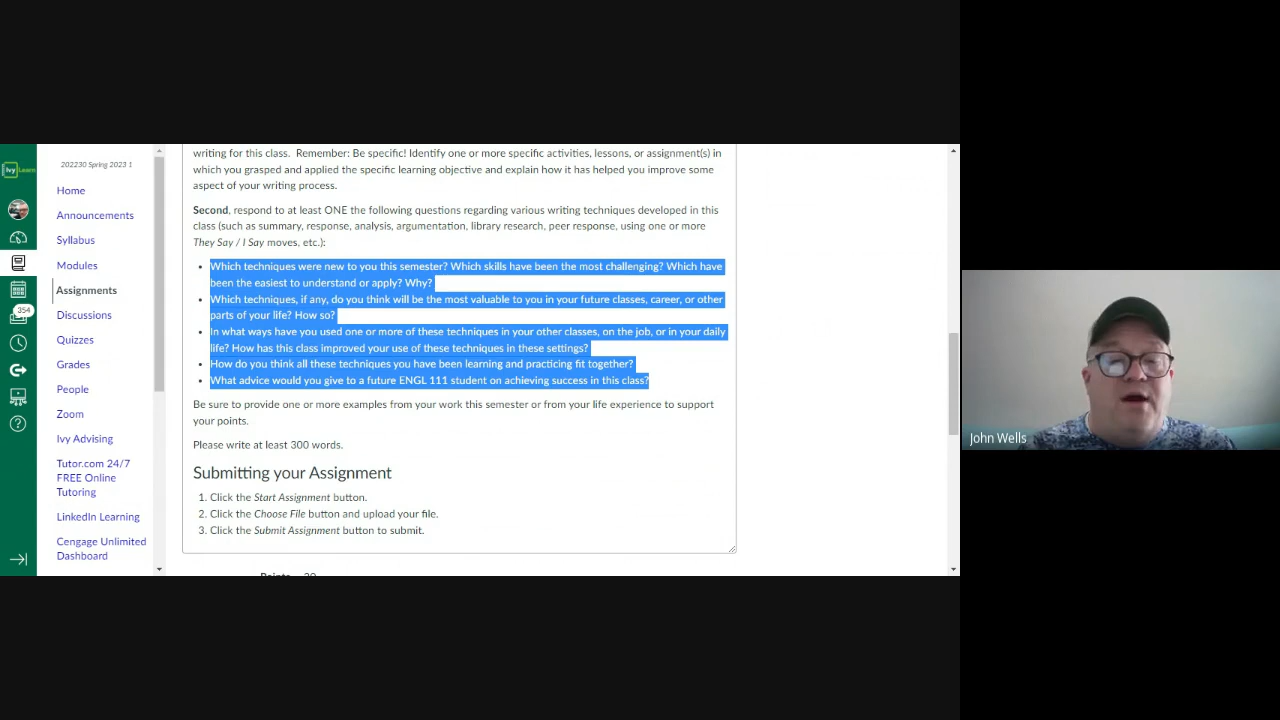 Ivy Learn
354
202230 Spring 2023 1
Home
Announcements
Syllabus
Modules
Assignments
Discussions
Quizzes
Grades
People
Zoom
Ivy Advising
Tutor.com 24/7
FREE Online
Tutoring
LinkedIn Learning
Cengage Unlimited
Dashboard
writing for this class. Remember: Be specific! Identify one or more specific activities, lessons, or assignment(s) in
which you grasped and applied the specific learning objective and explain how it has helped you improve some
aspect of your writing process.
Second, respond to at least ONE the following questions regarding various writing techniques developed in this
class (such as summary, response, analysis, argumentation, library research, peer response, using one or more
They Say / I Say moves, etc.):
• Which techniques were new to you this semester? Which skills have been the most challenging? Which have
been the easiest to understand or apply? Why?
• Which techniques, if any, do you think will be the most valuable to you in your future classes, career, or other
parts of your life? How so?
• In what ways have you used one or more of these techniques in your other classes, on the job, or in your daily
life? How has this class improved your use of these techniques in these settings?
• How do you think all these techniques you have been learning and practicing fit together?
• What advice would you give to a future ENGL 111 student on achieving success in this class?
Be sure to provide one or more examples from your work this semester or from your life experience to support
your points.
Please write at least 300 words.
Submitting your Assignment
1. Click the Start Assignment button.
2. Click the Choose File button and upload your file.
3. Click the Submit Assignment button to submit.
John Wells